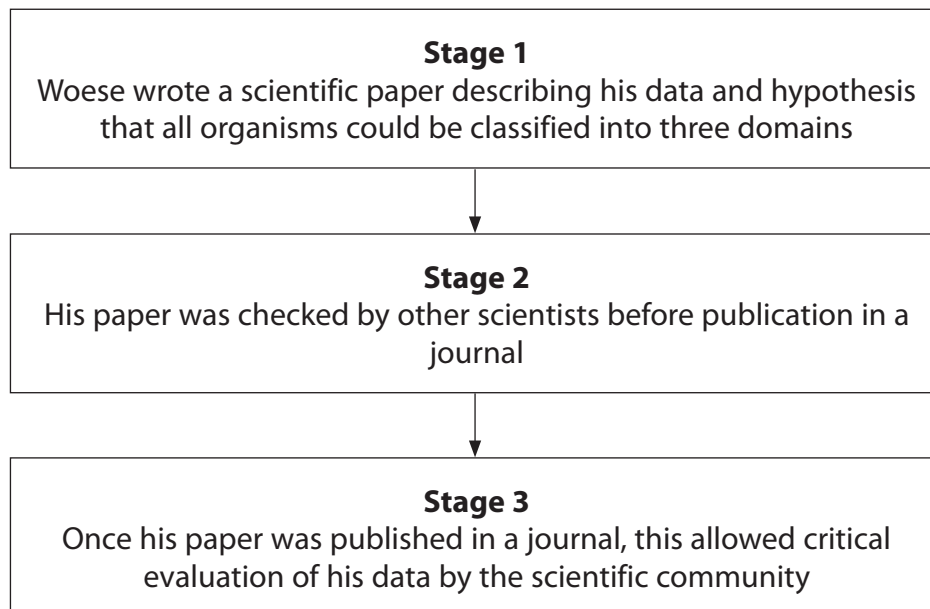 Stage 1
Woese wrote a scientific paper describing his data and hypothesis
that all organisms could be classified into three domains
Stage 2
His paper was checked by other scientists before publication in a
journal
Stage 3
Once his paper was published in a journal, this allowed critical
evaluation of his data by the scientific community